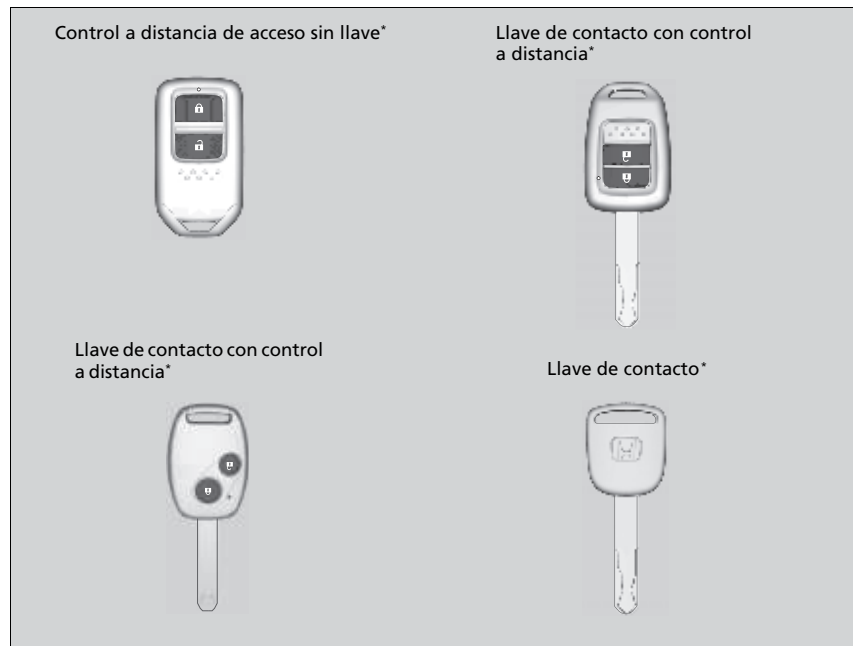 Control a distancia de acceso sin llave*
Llave de contacto con control
a distancia*
Llave de contacto con control
a distancia*
Llave de contacto*